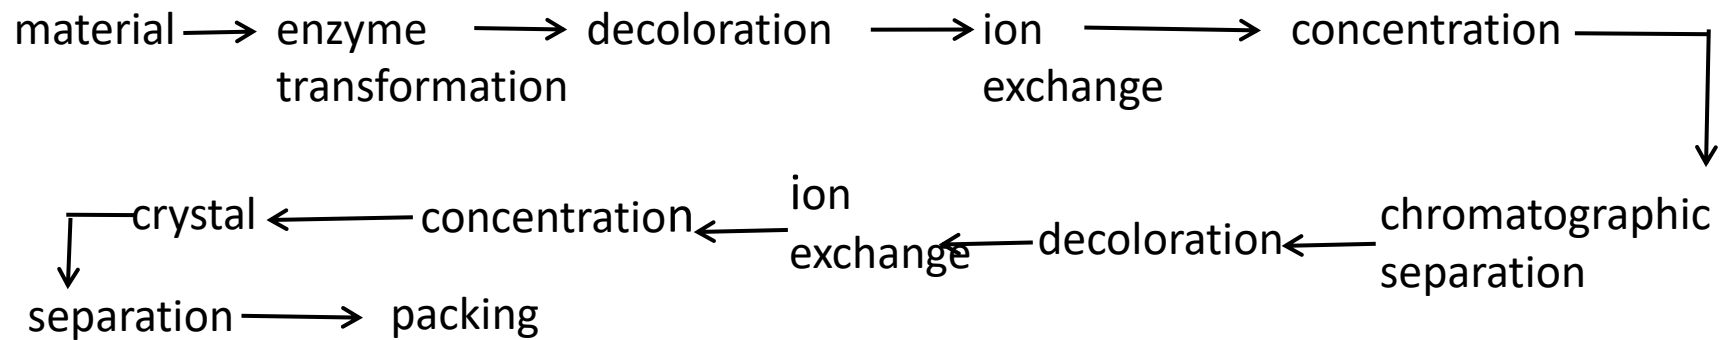 material enzyme decoloration ion concentration
transformation exchange
ion
crystal concentration exchange decoloration chromatographic
separation
separation packing